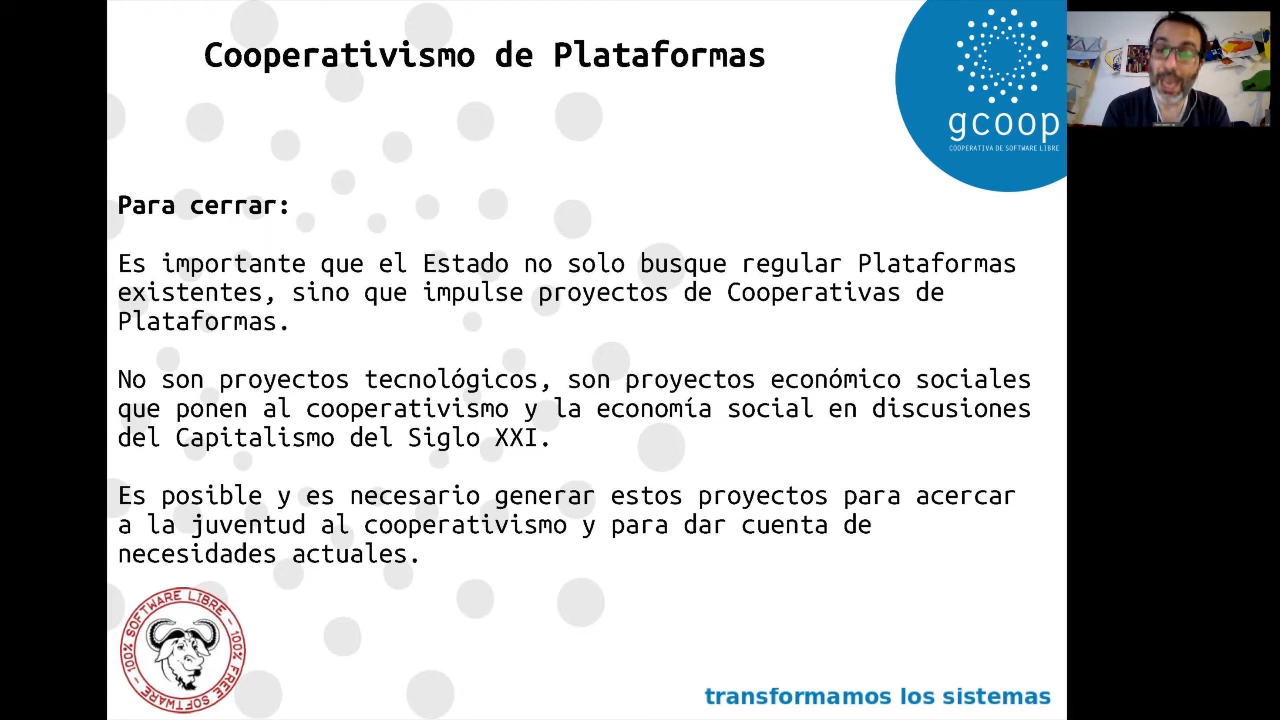 Cooperativismo de Plataformas
gcoop
COOPERATIVA DE SOFTWARE LIBRE
Para cerrar:
Es importante que el Estado no solo busque regular Plataformas
existentes, sino que impulse proyectos de Cooperativas de
Plataformas.
No son proyectos tecnológicos, son proyectos económico sociales
que ponen al cooperativismo y la economía social en discusiones
del Capitalismo del Siglo XXI.
Es posible y es necesario generar estos proyectos para acercar
a la juventud al cooperativismo y para dar cuenta de
necesidades actuales.
100% SOFTWARE LIBRE - 100% FREE SOFTWARE -
transformamos los sistemas